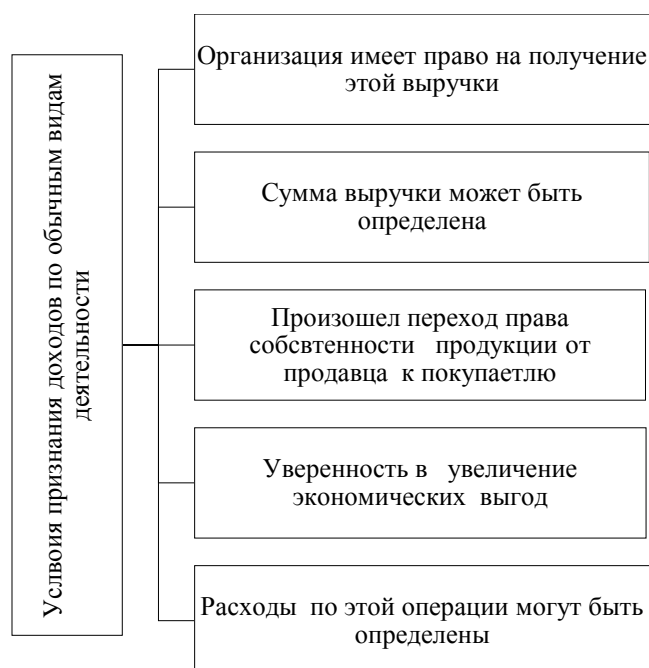 Услвоия признания доходов по обычным видам
деятельности
Организация имеет право на получение
этой выручки
Сумма выручки может быть
определена
Произошел переход права
собсвтенности продукции от
продавца к покупаетлю
Уверенность в увеличение
экономических выгод
Расходы по этой операции могут быть
определены